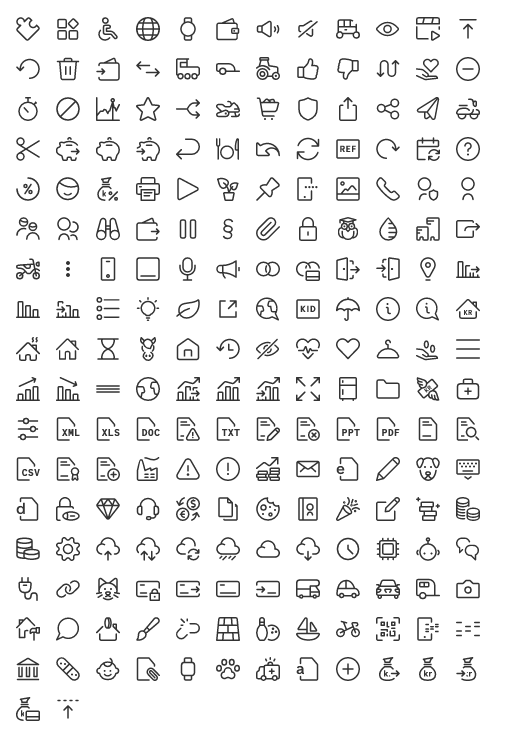 REF
%
k %
§
KID
i
i
KR
XML
XLS
DOC
TXT
PPT
PDF
CSV
e
d
€ $
a
k.
kr
:r
k